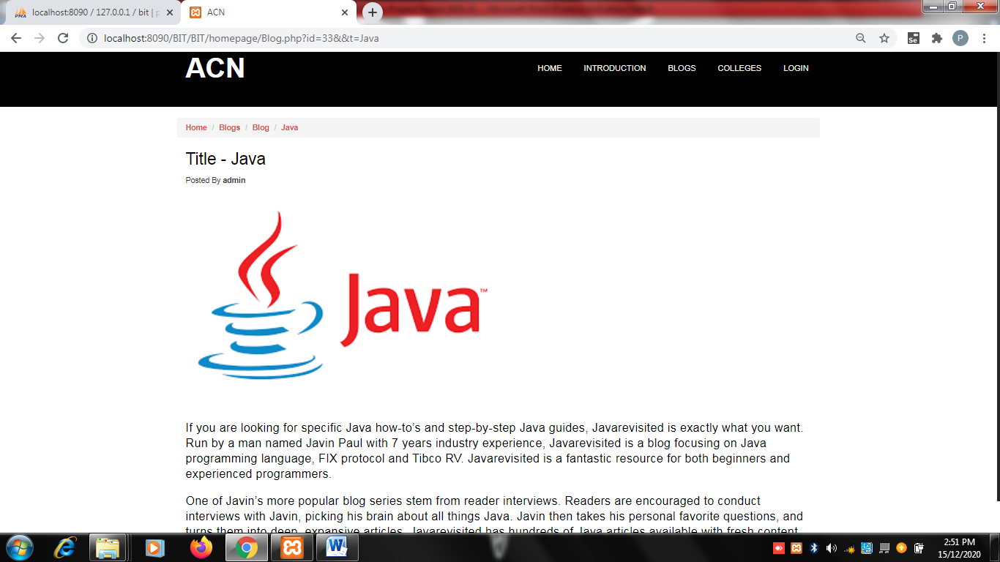 PMA localhost:8090 / 127.0.0.1 / bit | p
ACN
localhost:8090/BIT/BIT/homepage/Blog.php?id=33&&t=Java
Se
P
ACN
HOME INTRODUCTION BLOGS COLLEGES LOGIN
Home / Blogs / Blog / Java
Title - Java
Posted By admin
Java™
If you are looking for specific Java how-to’s and step-by-step Java guides, Javarevisited is exactly what you want.
Run by a man named Javin Paul with 7 years industry experience, Javarevisited is a blog focusing on Java
programming language, FIX protocol and Tibco RV. Javarevisited is a fantastic resource for both beginners and
experienced programmers.
One of Javin’s more popular blog series stem from reader interviews. Readers are encouraged to conduct
interviews with Javin, picking his brain about all things Java. Javin then takes his personal favorite questions, and
turns them into deep, expansive articles. Javarevisited has hundreds of Java articles available with fresh content
2:51 PM
15/12/2020